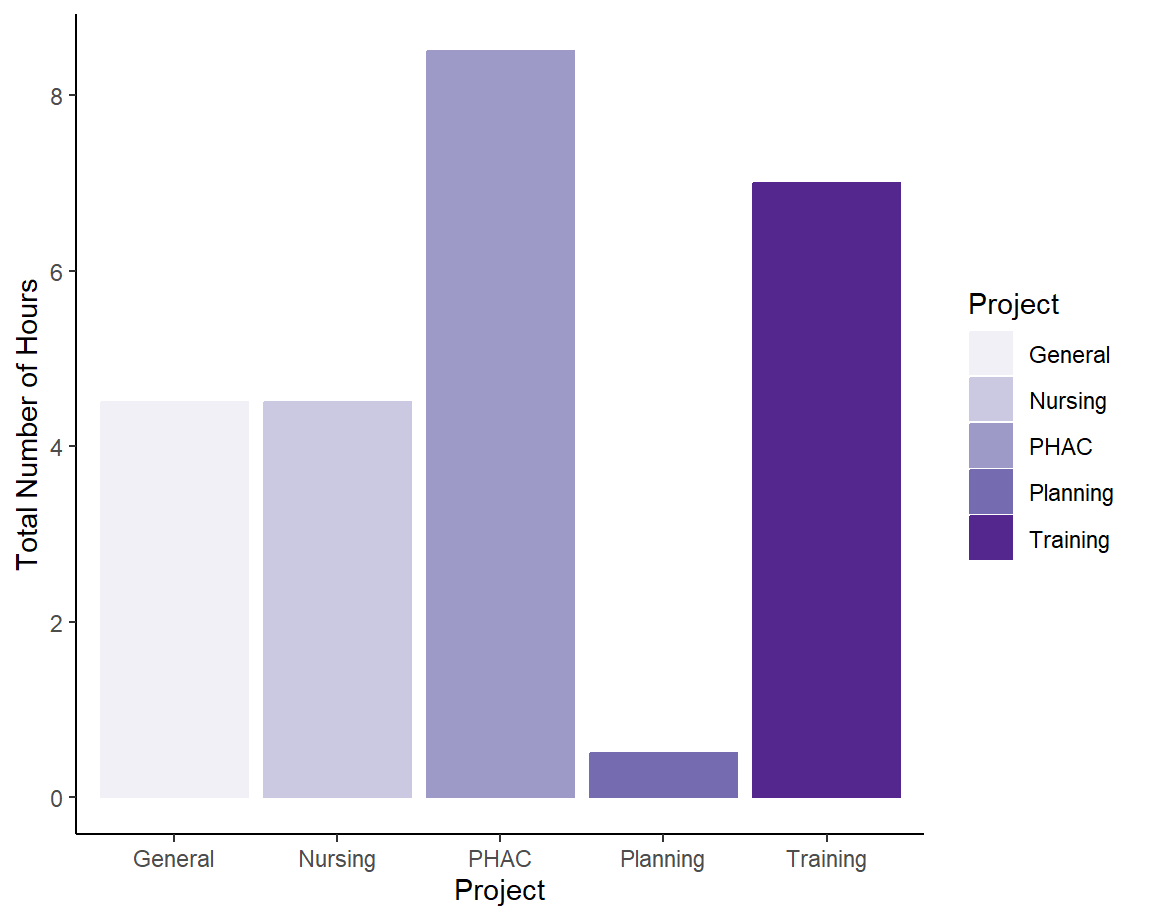 Total Number of Hours
8
6
4
2
0
General Nursing PHAC Planning Training
Project
Project
General
Nursing
PHAC
Planning
Training